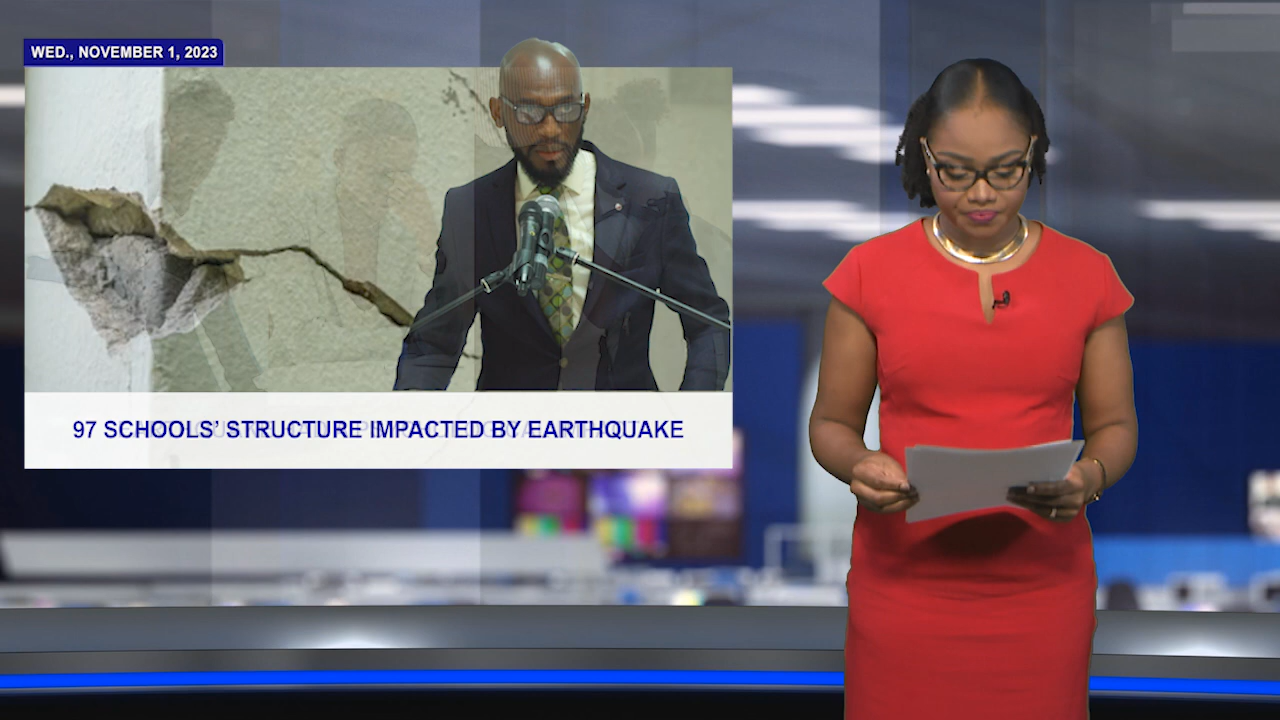 WED., NOVEMBER 1, 2023
97 SCHOOLS’ STRUCTURE IMPACTED BY EARTHQUAKE